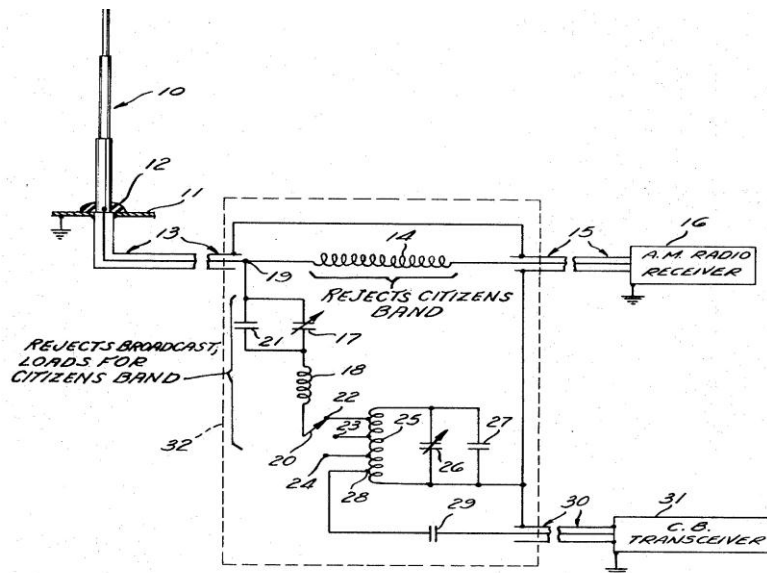 10
12
11
13
19
14
15
16
A.M. RADIO
RECEIVER
REJECTS CITIZENS
BAND
REJECTS BROADCAST,
LOADS FOR
CITIZENS BAND
21
17
18
22
23
20
24
25
26
27
28
29
30
31
32
C.B.
TRANSCEIVER